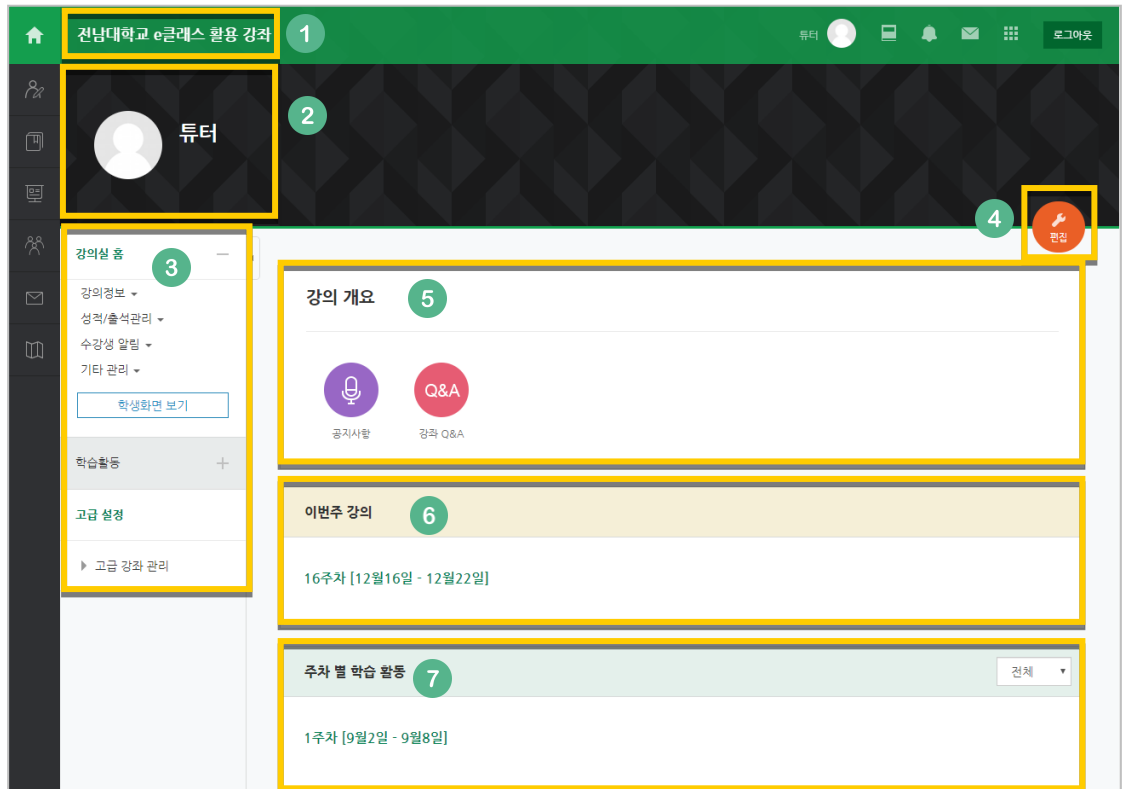 전남대학교 e클래스 활용 강좌
1
튜터
로그아웃
튜터
2
4
편집
강의실 홈
3
강의정보
성적/출석관리
수강생 알림
기타 관리
학생화면 보기
학습활동
고급 설정
고급 강좌 관리
강의 개요
5
Q&A
공지사항
강좌 Q&A
이번주 강의
6
16주차 [12월16일 - 12월22일]
주차 별 학습 활동
7
전체
1주차 [9월2일 - 9월8일]